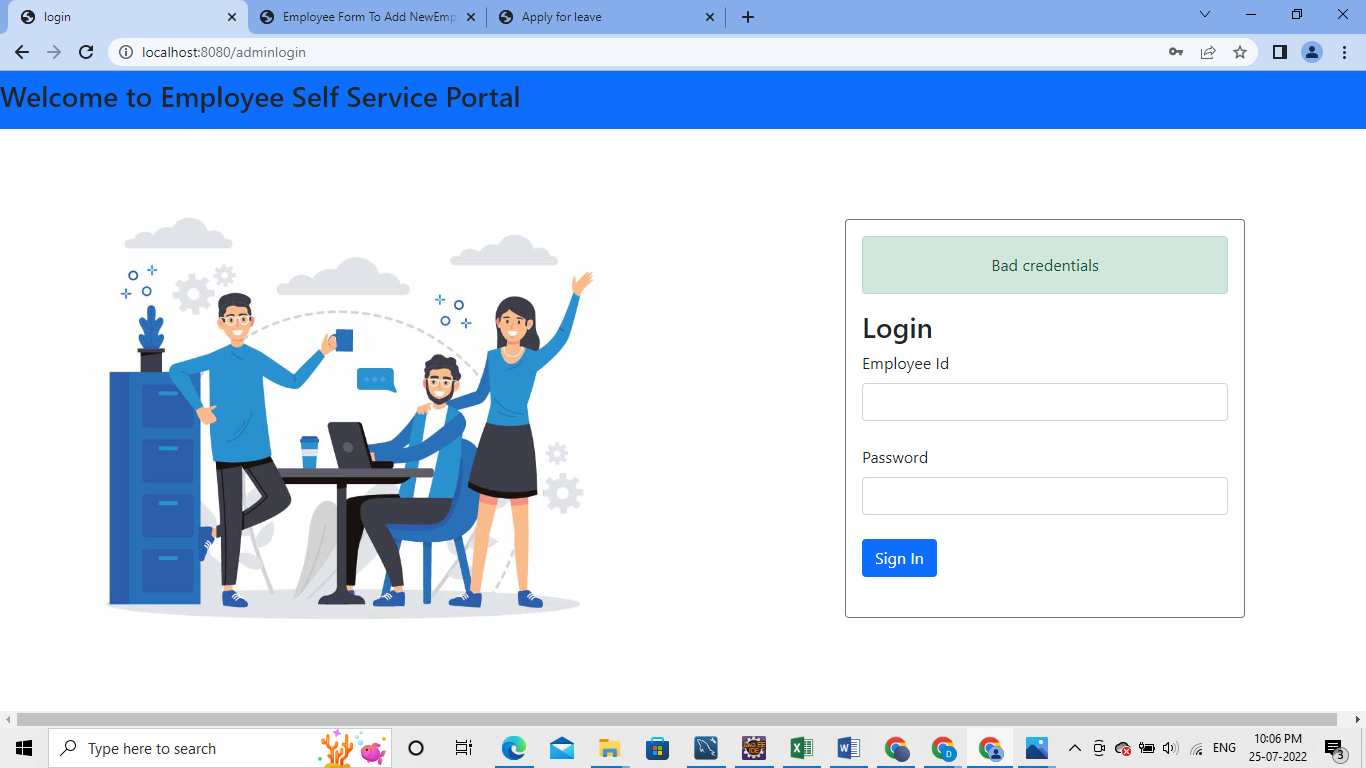 login
Employee Form To Add NewEmp
Apply for leave
localhost:8080/adminlogin
Welcome to Employee Self Service Portal
Bad credentials
Login
Employee Id
Password
Sign In
Type here to search
ENG
10:06 PM
25-07-2022
3